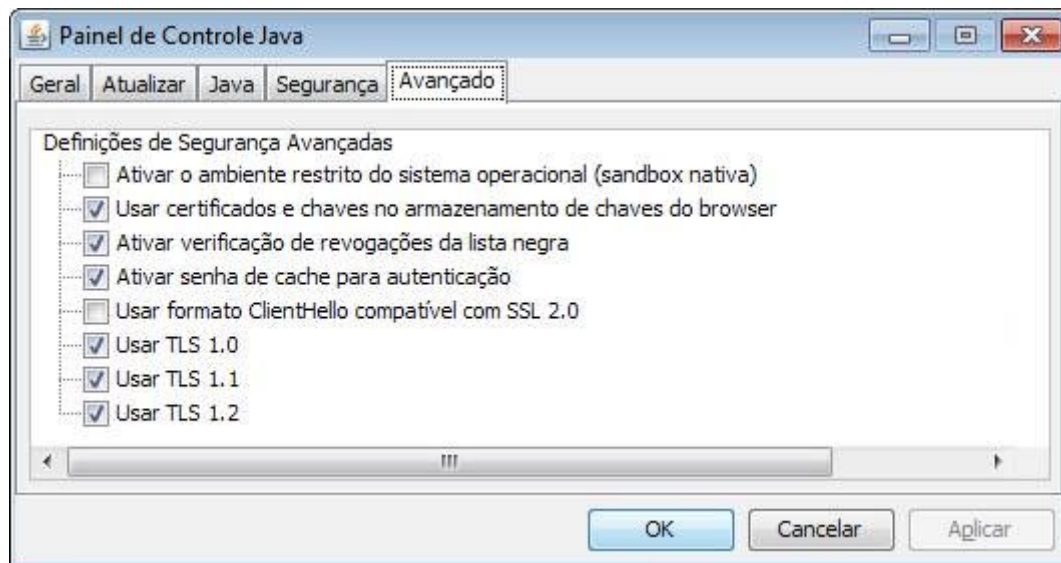 Painel de Controle Java
Geral Atualizar Java Segurança Avançado
Definições de Segurança Avançadas
Ativar o ambiente restrito do sistema operacional (sandbox nativa)
Usar certificados e chaves no armazenamento de chaves do browser
Ativar verificação de revogações da lista negra
Ativar senha de cache para autenticação
Usar formato ClientHello compatível com SSL 2.0
Usar TLS 1.0
Usar TLS 1.1
Usar TLS 1.2
OK Cancelar Aplicar